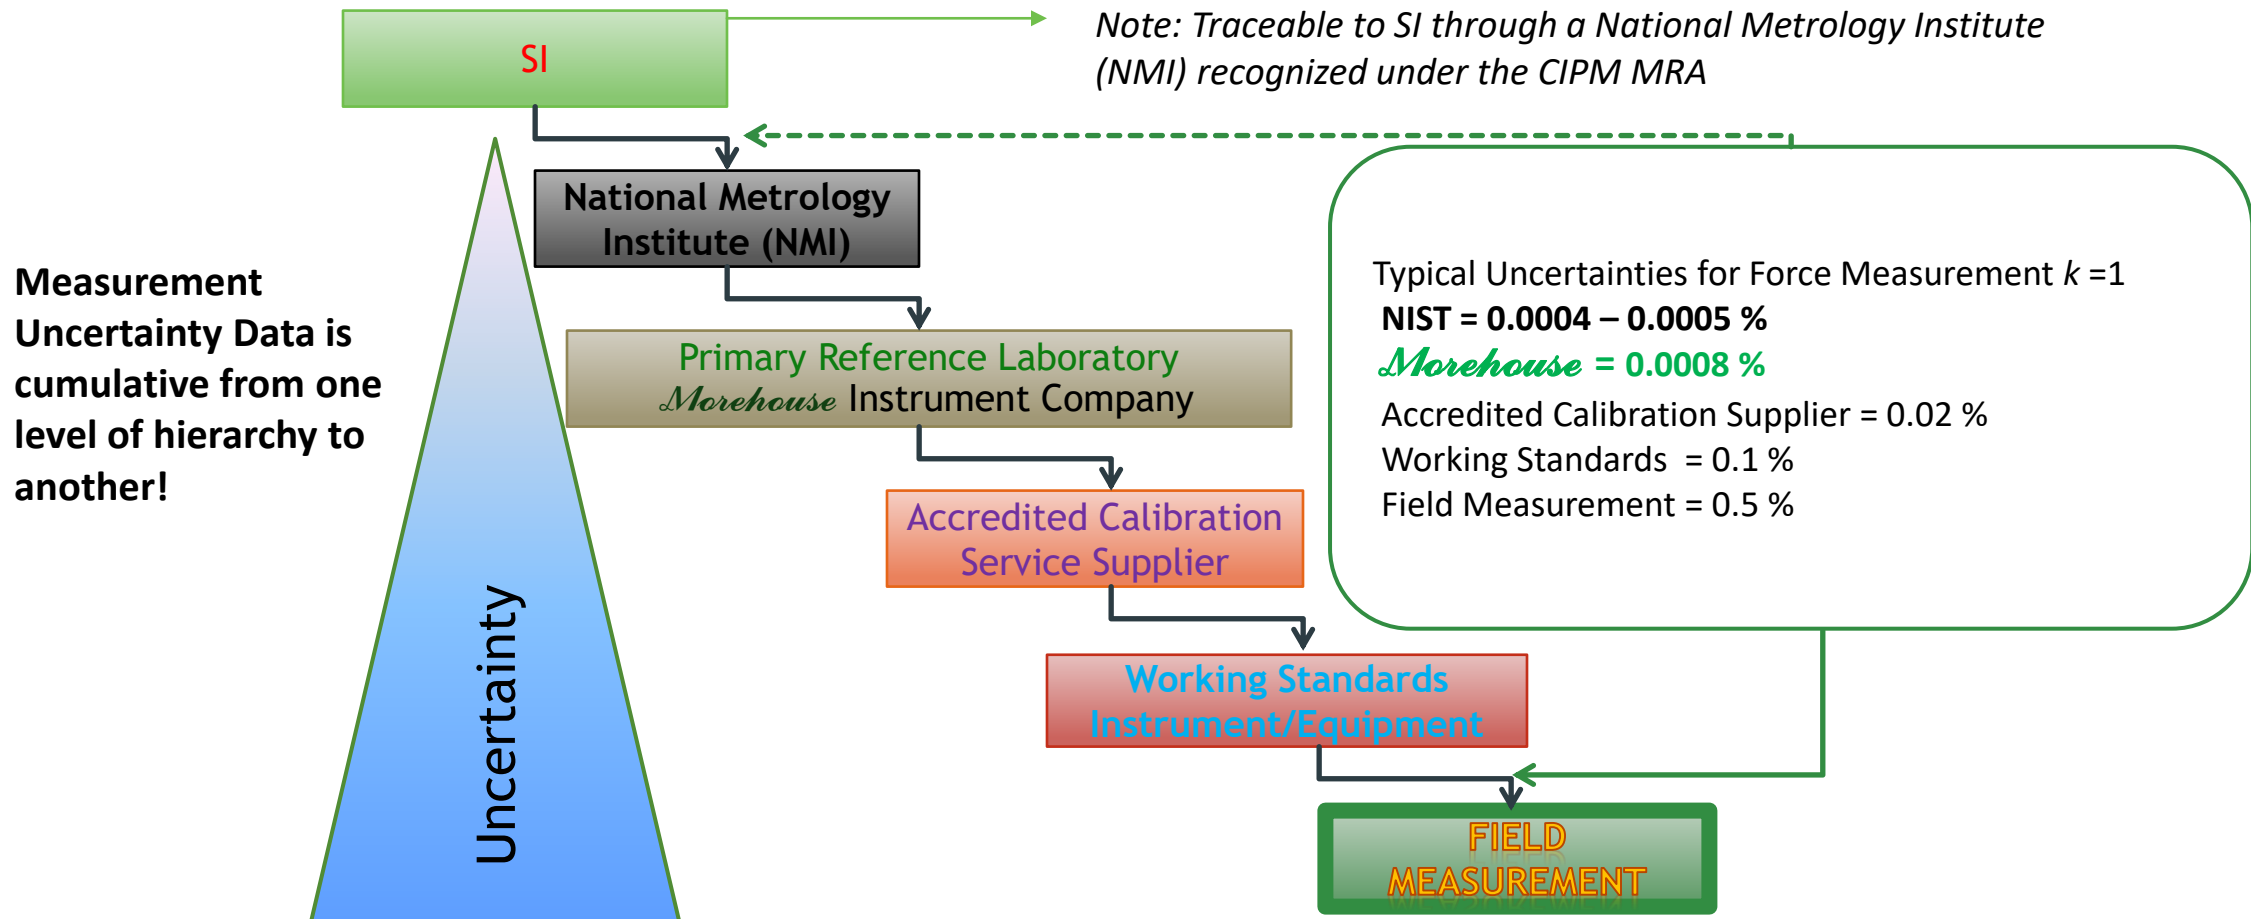 SI
Note: Traceable to SI through a National Metrology Institute
(NMI) recognized under the CIPM MRA
National Metrology
Institute (NMI)
Measurement
Uncertainty Data is
cumulative from one
level of hierarchy to
another!
Primary Reference Laboratory
Morehouse Instrument Company
Accredited Calibration
Service Supplier
Working Standards
Instrument/Equipment
FIELD
MEASUREMENT
Uncertainty
Typical Uncertainties for Force Measurement k =1
NIST = 0.0004 – 0.0005 %
Morehouse = 0.0008 %
Accredited Calibration Supplier = 0.02 %
Working Standards = 0.1 %
Field Measurement = 0.5 %